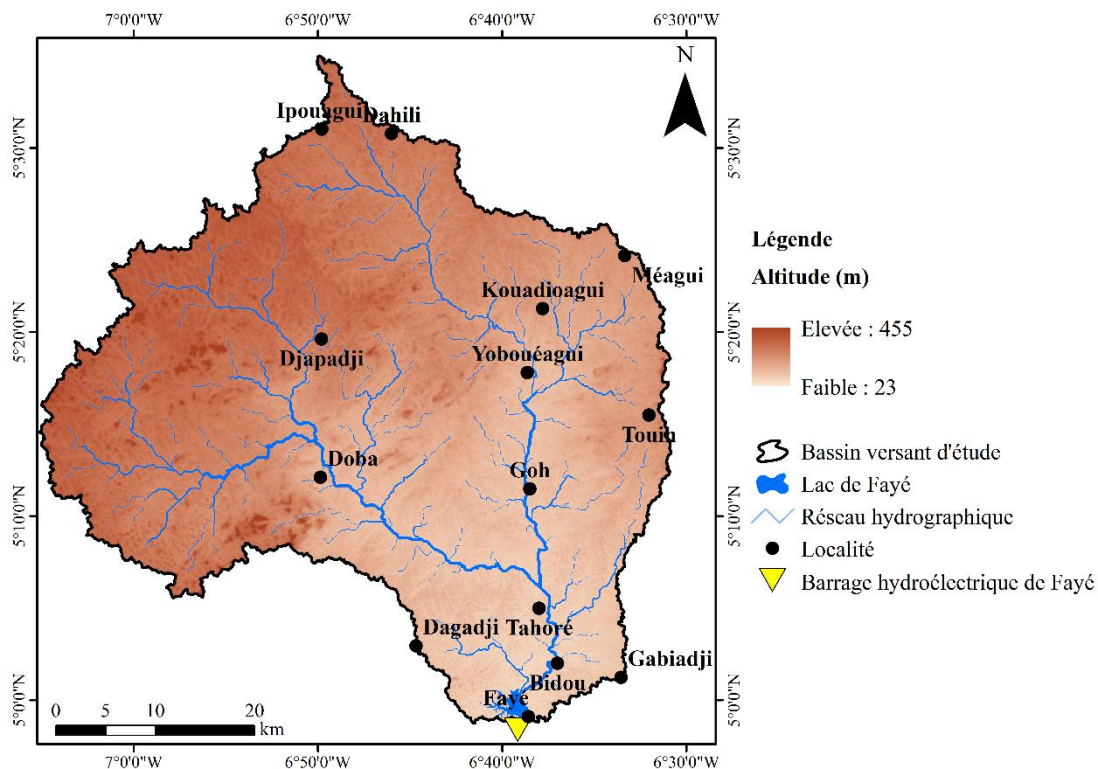 7°0'0"W 6°50'0"W 6°40'0"W 6°30'0"W
N
Ipouagui Dahili
5°30'0"N 5°30'0"N
Méagui
Kouadioagui
5°20'0"N 5°20'0"N
Djapadji
Yobouéagui
Touih
Doba
Goh
5°10'0"N 5°10'0"N
Tahoré
Dagadji
Gabiadji
Bidou
Fayé
5°0'0"N 5°0'0"N
0 5 10 20
km
7°0'0"W 6°50'0"W 6°40'0"W 6°30'0"W
Légende
Altitude (m)
Elevée : 455
Faible : 23
Bassin versant d'étude
Lac de Fayé
Réseau hydrographique
Localité
Barrage hydroélectrique de Fayé